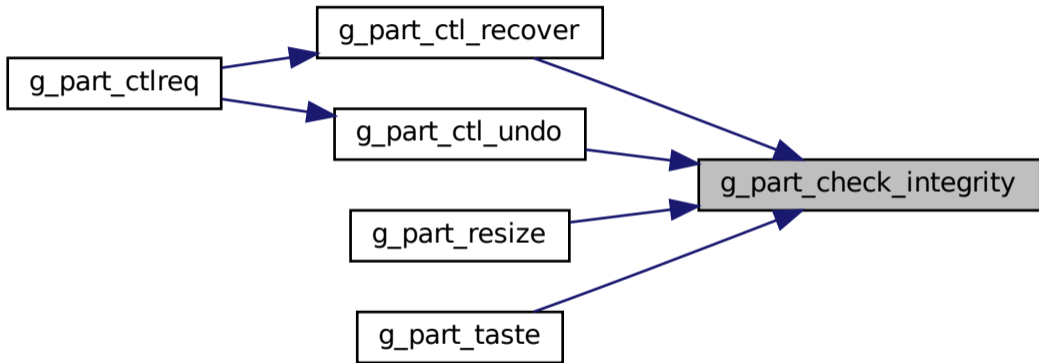 g_part_ctl_recover
g_part_ctlreq
g_part_ctl_undo
g_part_check_integrity
g_part_resize
g_part_taste